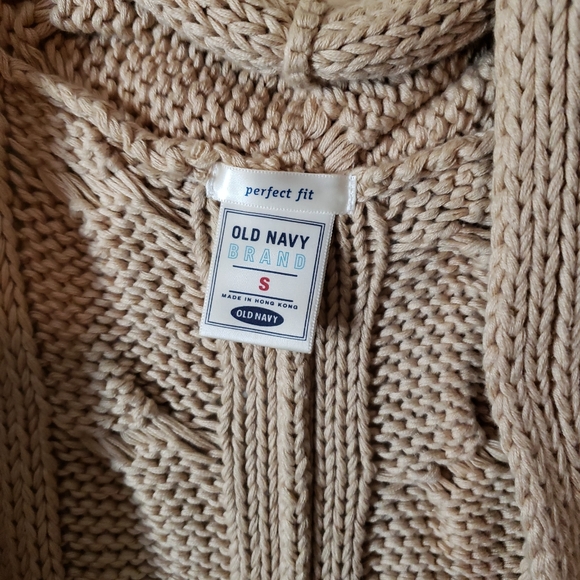 perfect fit
OLD NAVY
BRAND
S
MADE IN HONG KONG
OLD NAVY